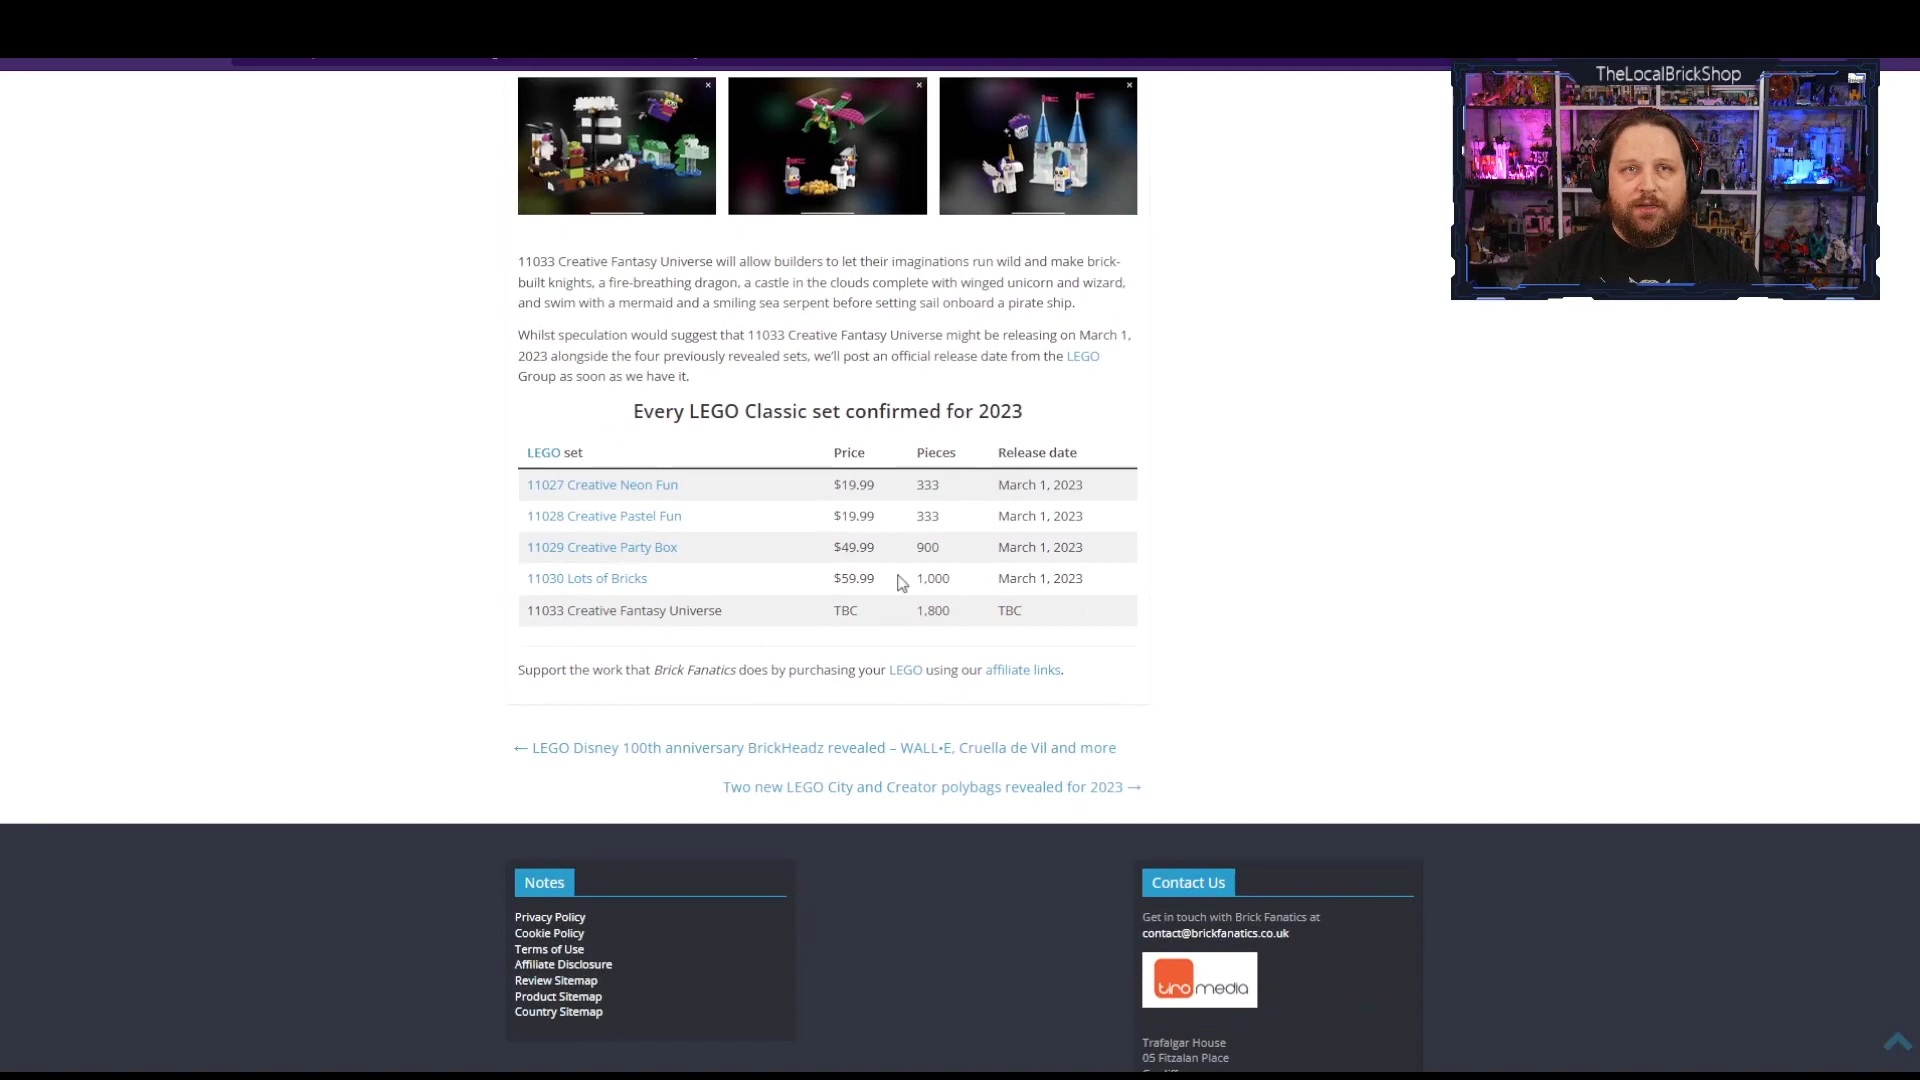 TheLocalBrickShop
11033 Creative Fantasy Universe will allow builders to let their imaginations run wild and make brick-
built knights, a fire-breathing dragon, a castle in the clouds complete with winged unicorn and wizard,
and swim with a mermaid and a smiling sea serpent before setting sail onboard a pirate ship.
Whilst speculation would suggest that 11033 Creative Fantasy Universe might be releasing on March 1,
2023 alongside the four previously revealed sets, we'll post an official release date from the LEGO
Group as soon as we have it.
Every LEGO Classic set confirmed for 2023
LEGO set Price Pieces Release date
11027 Creative Neon Fun $19.99 333 March 1, 2023
11028 Creative Pastel Fun $19.99 333 March 1, 2023
11029 Creative Party Box $49.99 900 March 1, 2023
11030 Lots of Bricks $59.99 1,000 March 1, 2023
11033 Creative Fantasy Universe TBC 1,800 TBC
Support the work that Brick Fanatics does by purchasing your LEGO using our affiliate links.
← LEGO Disney 100th anniversary BrickHeadz revealed – WALL•E, Cruella de Vil and more
Two new LEGO City and Creator polybags revealed for 2023 →
Notes
Privacy Policy
Cookie Policy
Terms of Use
Affiliate Disclosure
Review Sitemap
Product Sitemap
Country Sitemap
Contact Us
Get in touch with Brick Fanatics at
contact@brickfanatics.co.uk
tiro media
Trafalgar House
05 Fitzalan Place